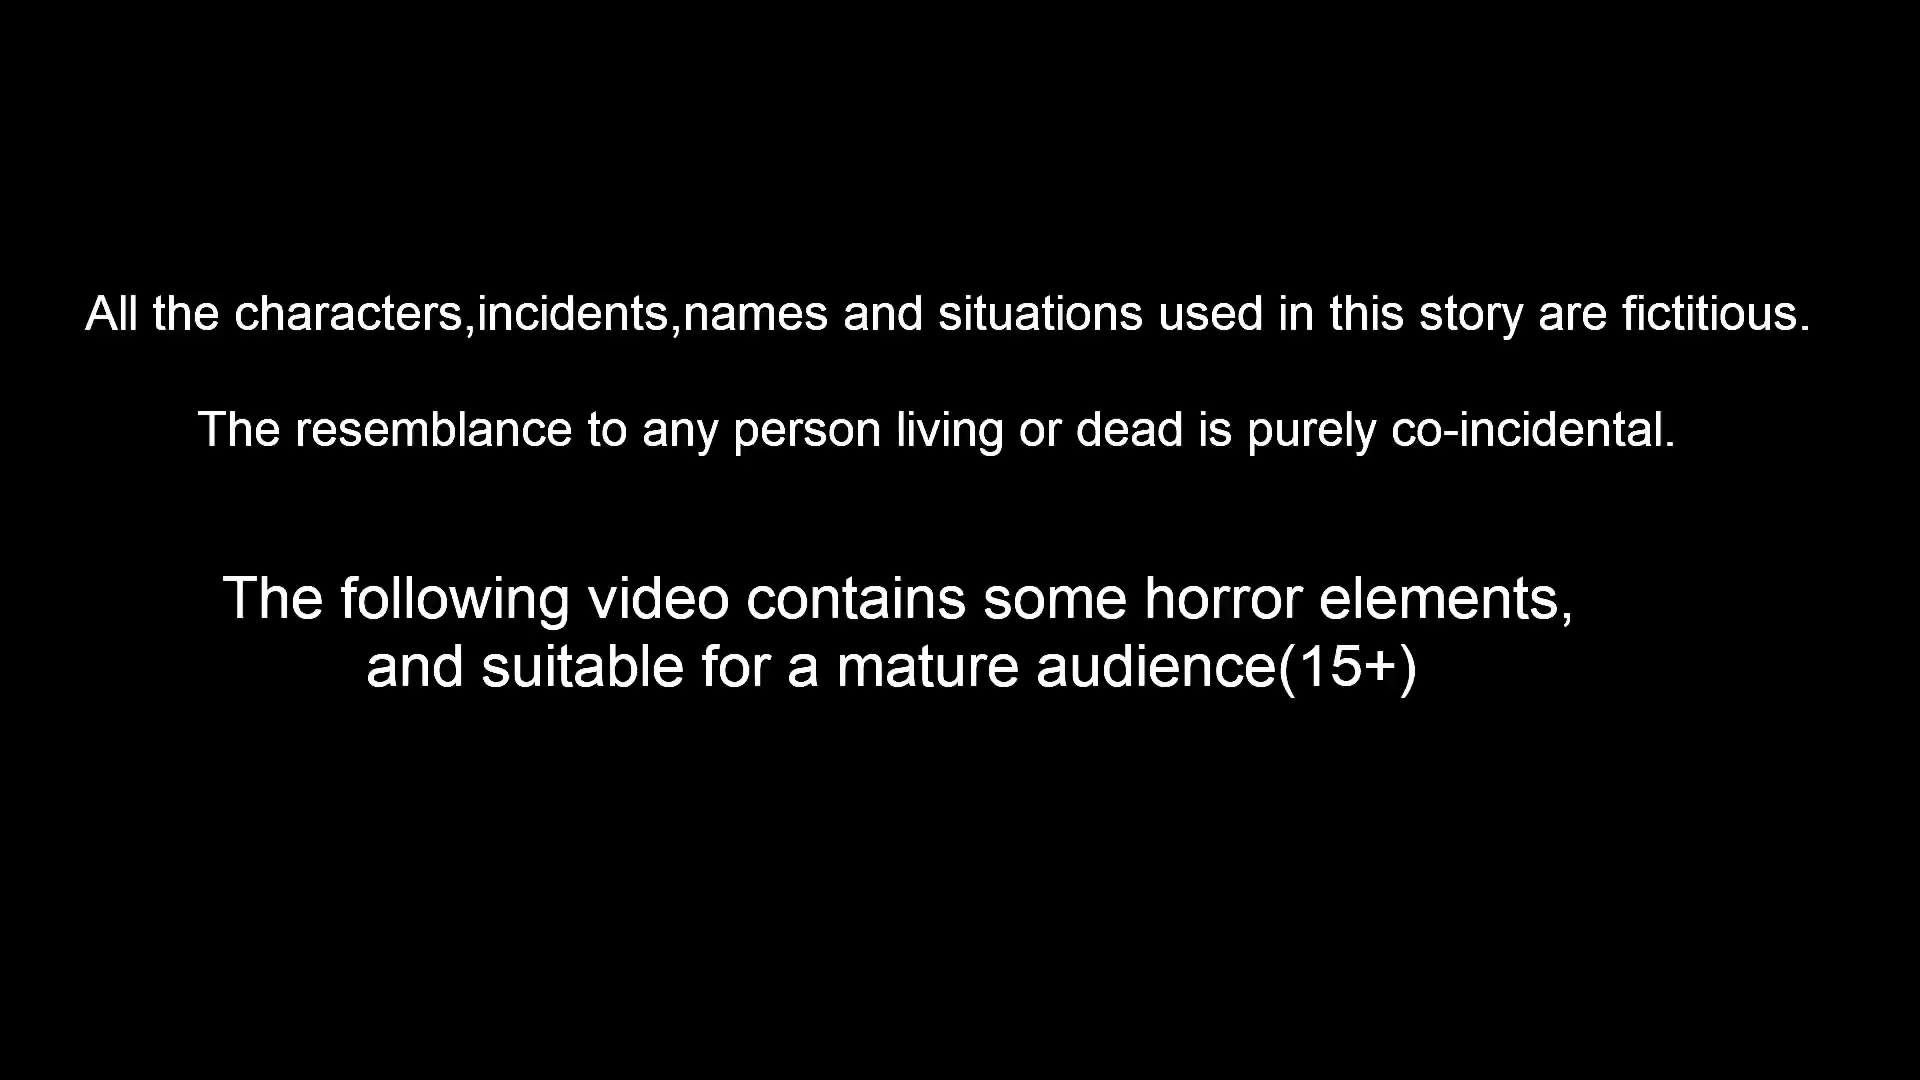 All the characters,incidents,names and situations used in this story are fictitious.
The resemblance to any person living or dead is purely co-incidental.
The following video contains some horror elements,
and suitable for a mature audience(15+)